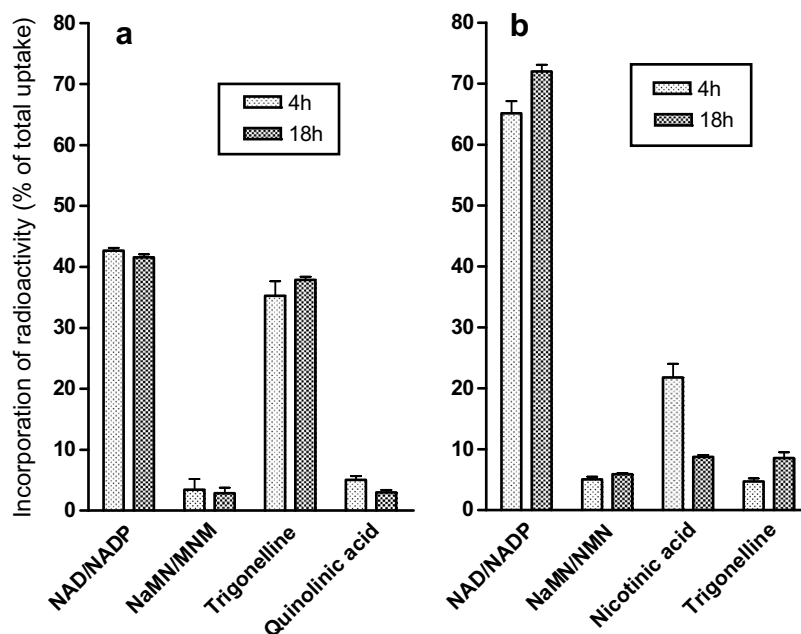 Incorporation of radioactivity (% of total uptake)
a
80
70
60
50
40
30
20
10
0
4h
18h
NAD/NADP
NaMN/MNM
Trigonelline
Quinolinic acid
b
80
70
60
50
40
30
20
10
0
4h
18h
NAD/NADP
NaMN/NMN
Nicotinic acid
Trigonelline